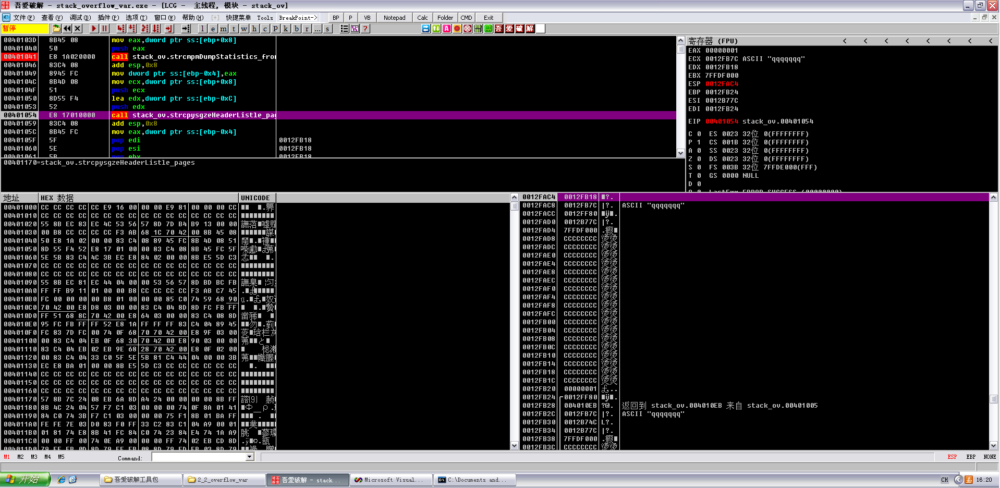 吾爱破解 - stack_overflow_var.exe - [LCG - 主线程, 模块 - stack_ov]
文件(F) 查看(V) 调试(D) 插件(P) 选项(T) 窗口(W) 帮助(H) [+] 快捷菜单 Tools BreakPoint-> BP P VB Notepad Calc Folder CMD Exit
暂停 l e m t w h c p k b r ... s ? 吾 爱 破 解
0040103D 8B45 08 mov eax,dword ptr ss:[ebp+0x8]
00401040 50 push eax
00401041 E8 1A020000 call stack_ov.strcmpmDumpStatistics_fro
00401046 83C4 08 add esp,0x8
00401049 8945 FC mov dword ptr ss:[ebp-0x4],eax
0040104C 8B4D 08 mov ecx,dword ptr ss:[ebp+0x8]
0040104F 51 push ecx
00401050 8D55 F4 lea edx,dword ptr ss:[ebp-0xC]
00401053 52 push edx
00401054 E8 17010000 call stack_ov.strcpysgzeHeaderListle_pag
00401059 83C4 08 add esp,0x8
0040105C 8B45 FC mov eax,dword ptr ss:[ebp-0x4]
0040105F 5F pop edi 0012FB18
00401060 5E pop esi 0012FB18
00401061 5B pop ebx 0012FB18
00401170=stack_ov.strcpysgzeHeaderListle_pages
寄存器 (FPU) < < < < < < < <
EAX 00000001
ECX 0012FB7C ASCII "qqqqqqq"
EDX 0012FB18
EBX 7FFDF000
ESP 0012FAC4
EBP 0012FB24
ESI 0012B77C
EDI 0012FB24
EIP 00401054 stack_ov.00401054
C 0 ES 0023 32位 0(FFFFFFFF)
P 1 CS 001B 32位 0(FFFFFFFF)
A 0 SS 0023 32位 0(FFFFFFFF)
Z 0 DS 0023 32位 0(FFFFFFFF)
S 0 FS 003B 32位 7FFDE000(FFF)
T 0 GS 0000 NULL
D 0
地址 HEX 数据 UNICODE
00401000 CC CC CC CC CC E9 16 00 00 00 E9 81 00 00 00 CC
00401010 CC CC CC CC CC CC CC CC CC CC CC CC CC CC CC CC
00401020 55 8B EC 83 EC 4C 53 56 57 8D 7D B4 B9 13 00 00
00401030 00 B8 CC CC CC CC F3 AB 68 1C 70 42 00 8B 45 08
00401040 50 E8 1A 02 00 00 83 C4 08 89 45 FC 8B 4D 08 51
00401050 8D 55 F4 52 E8 17 01 00 00 83 C4 08 8B 45 FC 5F
00401060 5E 5B 83 C4 4C 3B EC E8 84 02 00 00 8B E5 5D C3
00401070 CC CC CC CC CC CC CC CC CC CC CC CC CC CC CC CC
00401080 CC CC CC CC CC CC CC CC CC CC CC CC CC CC CC CC
00401090 55 8B EC 81 EC 44 04 00 00 53 56 57 8D BD BC FB
004010A0 FF FF B9 11 01 00 00 B8 CC CC CC CC F3 AB C7 45
004010B0 FC 00 00 00 00 B8 01 00 00 00 85 C0 74 59 68 90
004010C0 70 42 00 E8 D8 03 00 00 83 C4 04 8D 8D FC FB FF
004010D0 FF 51 68 8C 70 42 00 E8 64 03 00 00 83 C4 08 8D
004010E0 95 FC FB FF FF 52 E8 1A FF FF FF 83 C4 04 89 45
004010F0 FC 83 7D FC 00 74 0F 68 70 70 42 00 E8 9F 03 00
00401100 00 83 C4 04 EB 0F 68 30 70 42 00 E8 90 03 00 00
00401110 83 C4 04 EB 02 EB 9E 68 28 70 42 00 E8 0F 02 00
00401120 00 83 C4 04 33 C0 5F 5E 5B 81 C4 44 04 00 00 3B
00401130 EC E8 BA 01 00 00 8B E5 5D C3 CC CC CC CC CC CC
00401140 CC CC CC CC CC CC CC CC CC CC CC CC CC CC CC CC
00401150 CC CC CC CC CC CC CC CC CC CC CC CC CC CC CC CC
00401160 CC CC CC CC CC CC CC CC CC CC CC CC CC CC CC CC
00401170 57 8B 7C 24 08 EB 6A 8D A4 24 00 00 00 00 8B FF
00401180 8B 4C 24 04 57 F7 C1 03 00 00 00 74 0F 8A 01 41
00401190 84 C0 74 3B F7 C1 03 00 00 00 75 F1 8B 01 BA FF
004011A0 FE FE 7E 03 D0 83 F0 FF 33 C2 83 C1 04 A9 00 01
004011B0 01 81 74 E8 8B 41 FC 84 C0 74 23 84 E4 74 1A A9
004011C0 00 00 FF 00 74 0E A9 00 00 00 FF 74 02 EB CD 8D
004011D0 79 FF EB 0D 8D 79 FE EB 08 8D 79 FD EB 03 8D 79
0012FAC4 0012FB18
0012FAC8 0012FB7C ASCII "qqqqqqq"
0012FACC 0012FF80
0012FAD0 0012B77C
0012FAD4 7FFDF000
0012FAD8 CCCCCCCC 烫烫
0012FADC CCCCCCCC 烫烫
0012FAE0 CCCCCCCC 烫烫
0012FAE4 CCCCCCCC 烫烫
0012FAE8 CCCCCCCC 烫烫
0012FAEC CCCCCCCC 烫烫
0012FAF0 CCCCCCCC 烫烫
0012FAF4 CCCCCCCC 烫烫
0012FAF8 CCCCCCCC 烫烫
0012FAFC CCCCCCCC 烫烫
0012FB00 CCCCCCCC 烫烫
0012FB04 CCCCCCCC 烫烫
0012FB08 CCCCCCCC 烫烫
0012FB0C CCCCCCCC 烫烫
0012FB10 CCCCCCCC 烫烫
0012FB14 CCCCCCCC 烫烫
0012FB18 CCCCCCCC 烫烫
0012FB1C CCCCCCCC 烫烫
0012FB20 00000001
0012FB24 0012FF80
0012FB28 004010EB ?@. 返回到 stack_ov.004010EB 来自 stack_ov.00401005
0012FB2C 0012FB7C ASCII "qqqqqqq"
0012FB30 0012B74C L?.
0012FB34 0012B77C |?.
0012FB38 7FFDF000
0012FB3C CCCCCCCC 烫烫
M1 M2 M3 M4 M5 Command: ESP EBP NONE
开始 吾爱破解工具包 2_2_overflow_var 吾爱破解 - stack... Microsoft Visual... C:\Documents and... CH 16:20